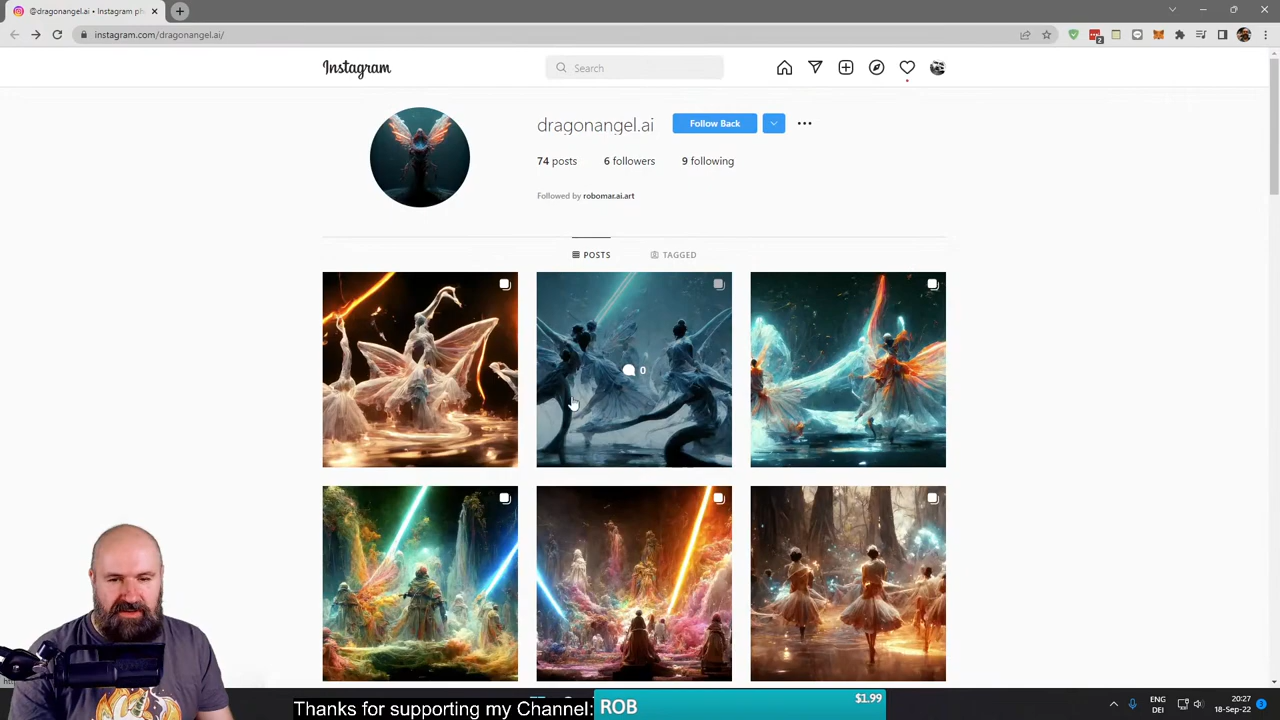 @dragonangel.ai • Instagram ph
instagram.com/dragonangel.ai/
2
Instagram
Search
dragonangel.ai
Follow Back
74 posts 6 followers 9 following
Followed by robomar.ai.art
POSTS
TAGGED
0
Thanks for supporting my Channel:
ROB
$1.99
ENG
DEI
20:27
18-Sep-22
3